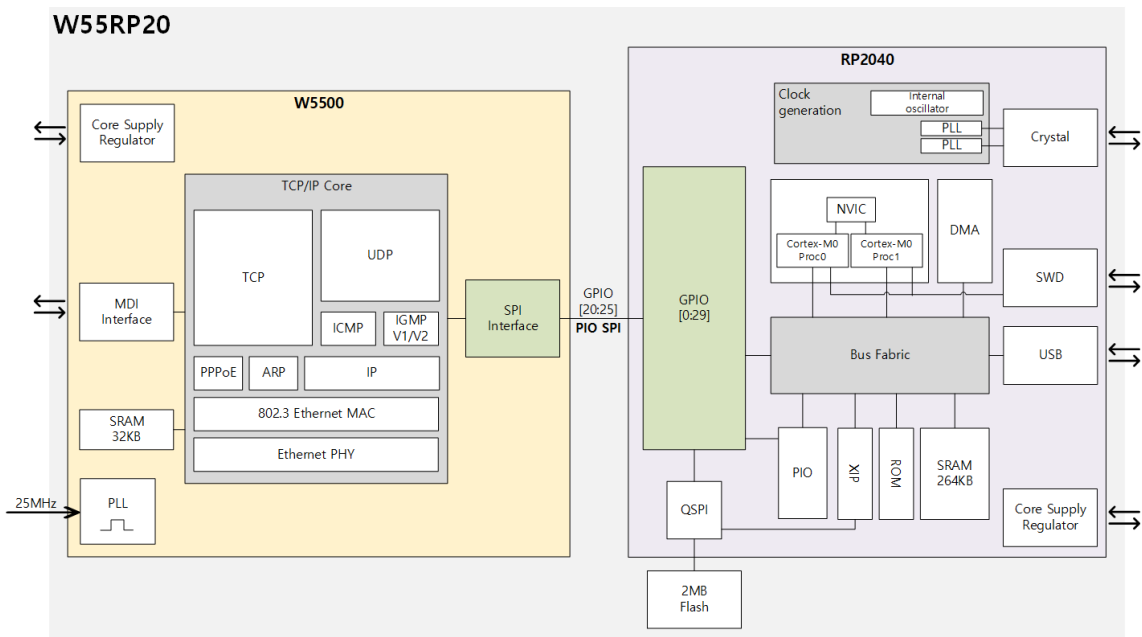 W55RP20
W5500
Core Supply
Regulator
TCP/IP Core
TCP
UDP
ICMP
IGMP
V1/V2
PPPoE
ARP
IP
802.3 Ethernet MAC
Ethernet PHY
MDI
Interface
SRAM
32KB
25MHz
PLL
SPI
Interface
GPIO
[20:25]
PIO SPI
RP2040
Clock
generation
Internal
oscillator
PLL
PLL
Crystal
GPIO
[0:29]
NVIC
Cortex-M0
Proc0
Cortex-M0
Proc1
DMA
SWD
Bus Fabric
USB
PIO
XIP
ROM
SRAM
264KB
Core Supply
Regulator
QSPI
2MB
Flash